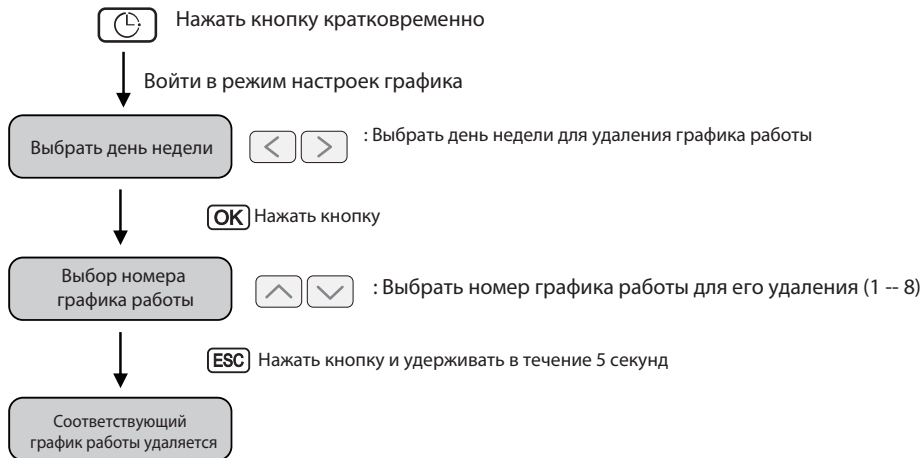 Нажать кнопку кратковременно
Войти в режим настроек графика
Выбрать день недели
: Выбрать день недели для удаления графика работы
OK Нажать кнопку
Выбор номера
графика работы
: Выбрать номер графика работы для его удаления (1 -- 8)
ESC Нажать кнопку и удерживать в течение 5 секунд
Соответствующий
график работы удаляется